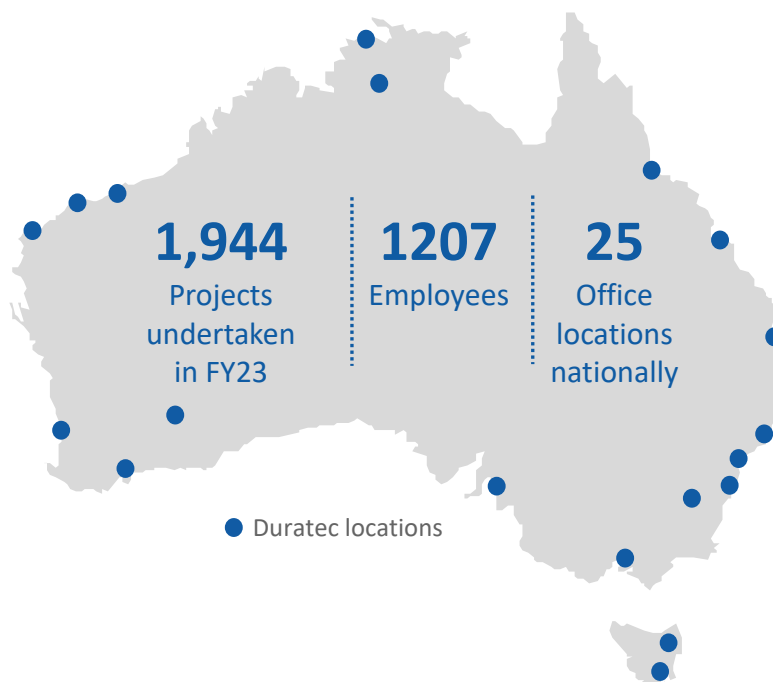 1,944
Projects
undertaken
in FY23
1207
Employees
25
Office
locations
nationally
Duratec locations